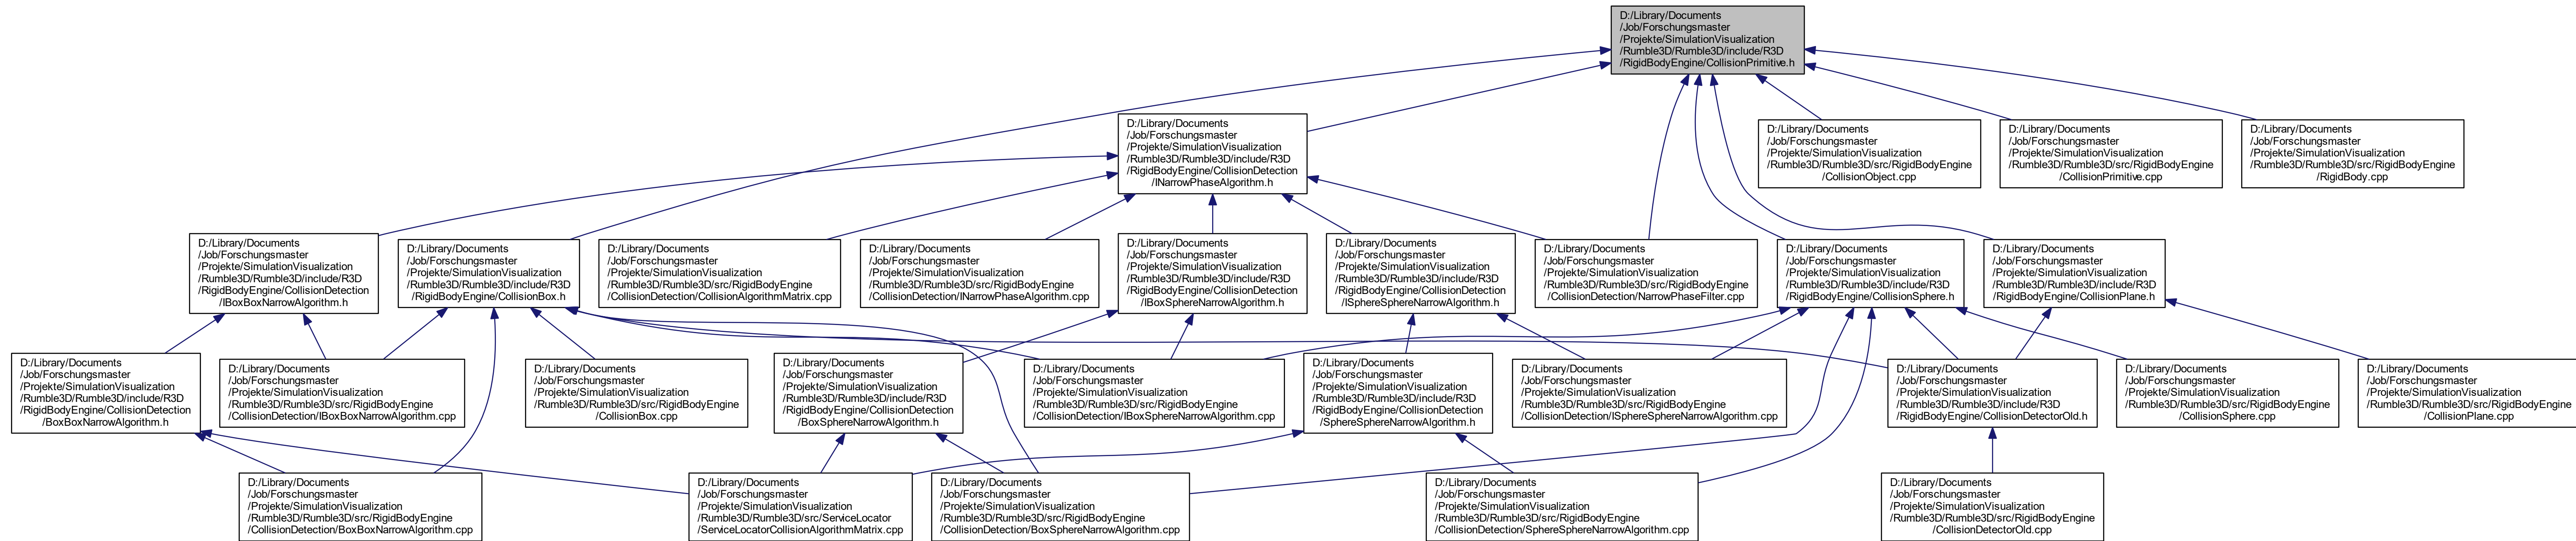 D:/Library/Documents
/Job/Forschungsmaster
/Projekte/SimulationVisualization
/Rumble3D/Rumble3D/include/R3D
/RigidBodyEngine/CollisionPrimitive.h
D:/Library/Documents
/Job/Forschungsmaster
/Projekte/SimulationVisualization
/Rumble3D/Rumble3D/include/R3D
/RigidBodyEngine/CollisionDetection
/INarrowPhaseAlgorithm.h
D:/Library/Documents
/Job/Forschungsmaster
/Projekte/SimulationVisualization
/Rumble3D/Rumble3D/src/RigidBodyEngine
/CollisionObject.cpp
D:/Library/Documents
/Job/Forschungsmaster
/Projekte/SimulationVisualization
/Rumble3D/Rumble3D/src/RigidBodyEngine
/CollisionPrimitive.cpp
D:/Library/Documents
/Job/Forschungsmaster
/Projekte/SimulationVisualization
/Rumble3D/Rumble3D/src/RigidBodyEngine
/RigidBody.cpp
D:/Library/Documents
/Job/Forschungsmaster
/Projekte/SimulationVisualization
/Rumble3D/Rumble3D/include/R3D
/RigidBodyEngine/CollisionDetection
/IBoxBoxNarrowAlgorithm.h
D:/Library/Documents
/Job/Forschungsmaster
/Projekte/SimulationVisualization
/Rumble3D/Rumble3D/include/R3D
/RigidBodyEngine/CollisionBox.h
D:/Library/Documents
/Job/Forschungsmaster
/Projekte/SimulationVisualization
/Rumble3D/Rumble3D/src/RigidBodyEngine
/CollisionDetection/CollisionAlgorithmMatrix.cpp
D:/Library/Documents
/Job/Forschungsmaster
/Projekte/SimulationVisualization
/Rumble3D/Rumble3D/src/RigidBodyEngine
/CollisionDetection/INarrowPhaseAlgorithm.cpp
D:/Library/Documents
/Job/Forschungsmaster
/Projekte/SimulationVisualization
/Rumble3D/Rumble3D/include/R3D
/RigidBodyEngine/CollisionDetection
/IBoxSphereNarrowAlgorithm.h
D:/Library/Documents
/Job/Forschungsmaster
/Projekte/SimulationVisualization
/Rumble3D/Rumble3D/include/R3D
/RigidBodyEngine/CollisionDetection
/ISphereSphereNarrowAlgorithm.h
D:/Library/Documents
/Job/Forschungsmaster
/Projekte/SimulationVisualization
/Rumble3D/Rumble3D/src/RigidBodyEngine
/CollisionDetection/NarrowPhaseFilter.cpp
D:/Library/Documents
/Job/Forschungsmaster
/Projekte/SimulationVisualization
/Rumble3D/Rumble3D/include/R3D
/RigidBodyEngine/CollisionSphere.h
D:/Library/Documents
/Job/Forschungsmaster
/Projekte/SimulationVisualization
/Rumble3D/Rumble3D/include/R3D
/RigidBodyEngine/CollisionPlane.h
D:/Library/Documents
/Job/Forschungsmaster
/Projekte/SimulationVisualization
/Rumble3D/Rumble3D/include/R3D
/RigidBodyEngine/CollisionDetection
/BoxBoxNarrowAlgorithm.h
D:/Library/Documents
/Job/Forschungsmaster
/Projekte/SimulationVisualization
/Rumble3D/Rumble3D/src/RigidBodyEngine
/CollisionDetection/IBoxBoxNarrowAlgorithm.cpp
D:/Library/Documents
/Job/Forschungsmaster
/Projekte/SimulationVisualization
/Rumble3D/Rumble3D/src/RigidBodyEngine
/CollisionBox.cpp
D:/Library/Documents
/Job/Forschungsmaster
/Projekte/SimulationVisualization
/Rumble3D/Rumble3D/include/R3D
/RigidBodyEngine/CollisionDetection
/BoxSphereNarrowAlgorithm.h
D:/Library/Documents
/Job/Forschungsmaster
/Projekte/SimulationVisualization
/Rumble3D/Rumble3D/src/RigidBodyEngine
/CollisionDetection/IBoxSphereNarrowAlgorithm.cpp
D:/Library/Documents
/Job/Forschungsmaster
/Projekte/SimulationVisualization
/Rumble3D/Rumble3D/include/R3D
/RigidBodyEngine/CollisionDetection
/SphereSphereNarrowAlgorithm.h
D:/Library/Documents
/Job/Forschungsmaster
/Projekte/SimulationVisualization
/Rumble3D/Rumble3D/src/RigidBodyEngine
/CollisionDetection/ISphereSphereNarrowAlgorithm.cpp
D:/Library/Documents
/Job/Forschungsmaster
/Projekte/SimulationVisualization
/Rumble3D/Rumble3D/include/R3D
/RigidBodyEngine/CollisionDetectorOld.h
D:/Library/Documents
/Job/Forschungsmaster
/Projekte/SimulationVisualization
/Rumble3D/Rumble3D/src/RigidBodyEngine
/CollisionSphere.cpp
D:/Library/Documents
/Job/Forschungsmaster
/Projekte/SimulationVisualization
/Rumble3D/Rumble3D/src/RigidBodyEngine
/CollisionPlane.cpp
D:/Library/Documents
/Job/Forschungsmaster
/Projekte/SimulationVisualization
/Rumble3D/Rumble3D/src/RigidBodyEngine
/CollisionDetection/BoxBoxNarrowAlgorithm.cpp
D:/Library/Documents
/Job/Forschungsmaster
/Projekte/SimulationVisualization
/Rumble3D/Rumble3D/src/ServiceLocator
/ServiceLocatorCollisionAlgorithmMatrix.cpp
D:/Library/Documents
/Job/Forschungsmaster
/Projekte/SimulationVisualization
/Rumble3D/Rumble3D/src/RigidBodyEngine
/CollisionDetection/BoxSphereNarrowAlgorithm.cpp
D:/Library/Documents
/Job/Forschungsmaster
/Projekte/SimulationVisualization
/Rumble3D/Rumble3D/src/RigidBodyEngine
/CollisionDetection/SphereSphereNarrowAlgorithm.cpp
D:/Library/Documents
/Job/Forschungsmaster
/Projekte/SimulationVisualization
/Rumble3D/Rumble3D/src/RigidBodyEngine
/CollisionDetectorOld.cpp